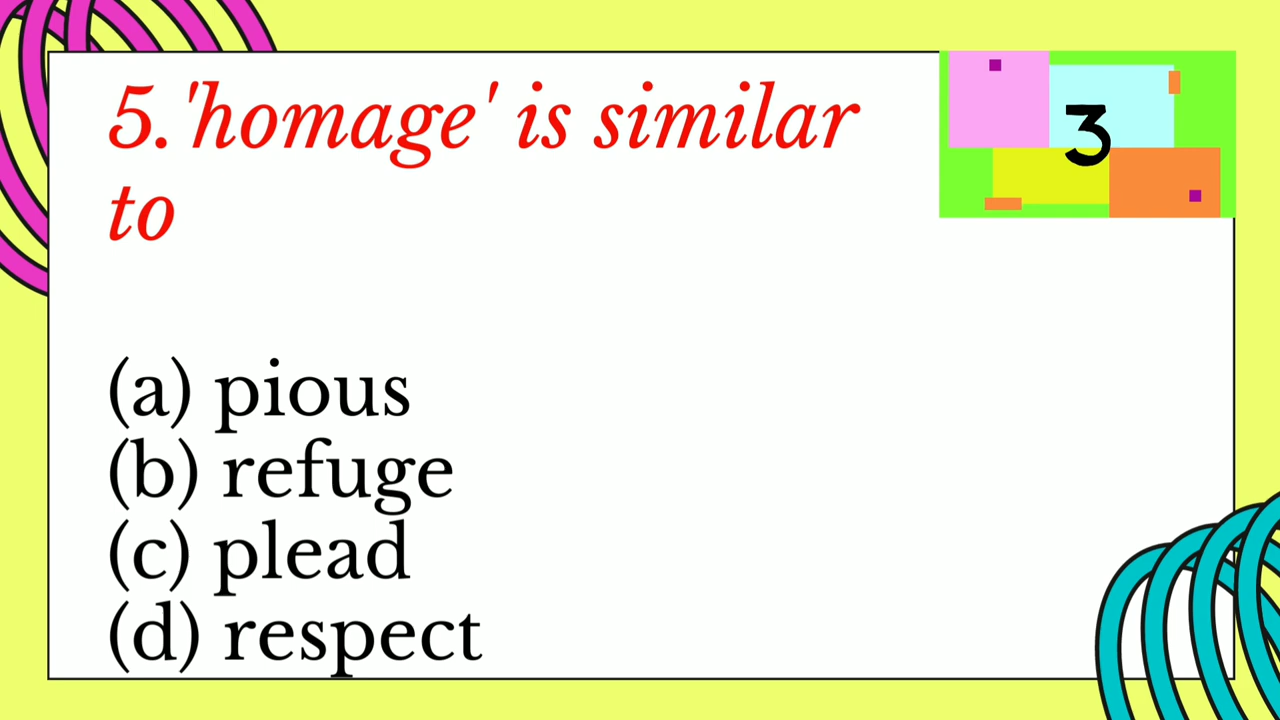 5. 'homage' is similar
to
3
(a) pious
(b) refuge
(c) plead
(d) respect